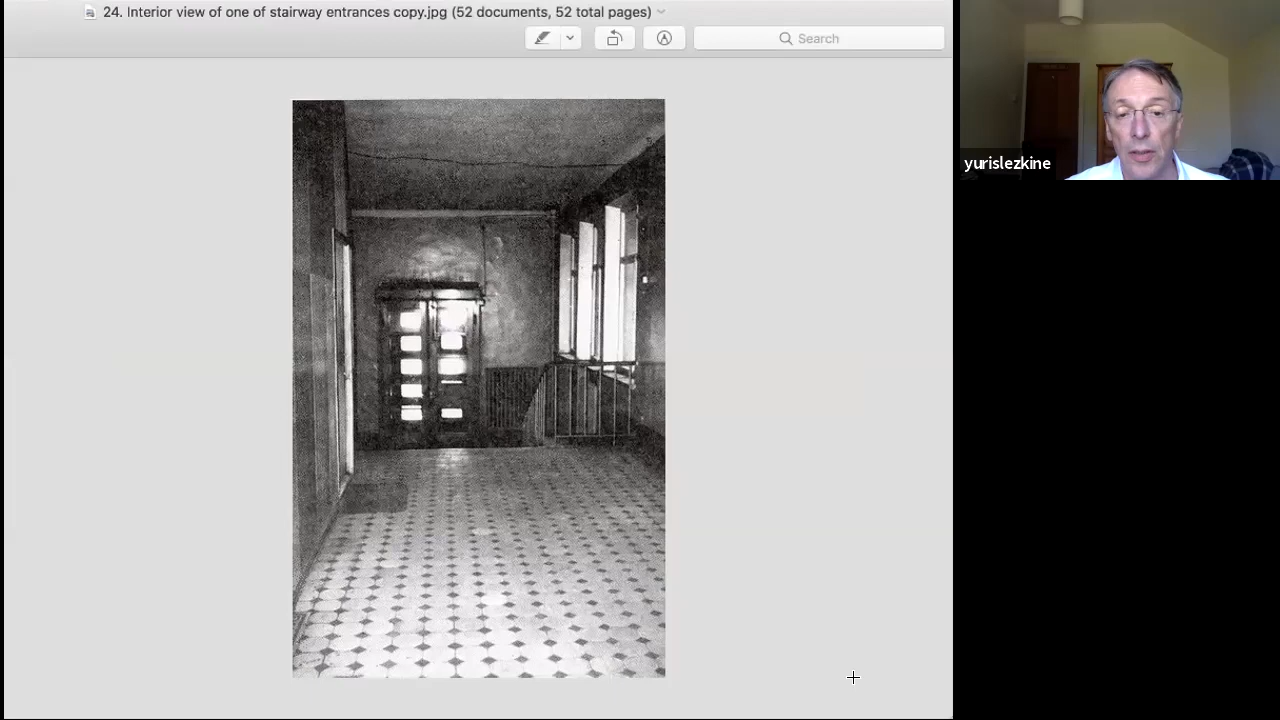 24. Interior view of one of stairway entrances copy.jpg (52 documents, 52 total pages)
Search
yurislezkine